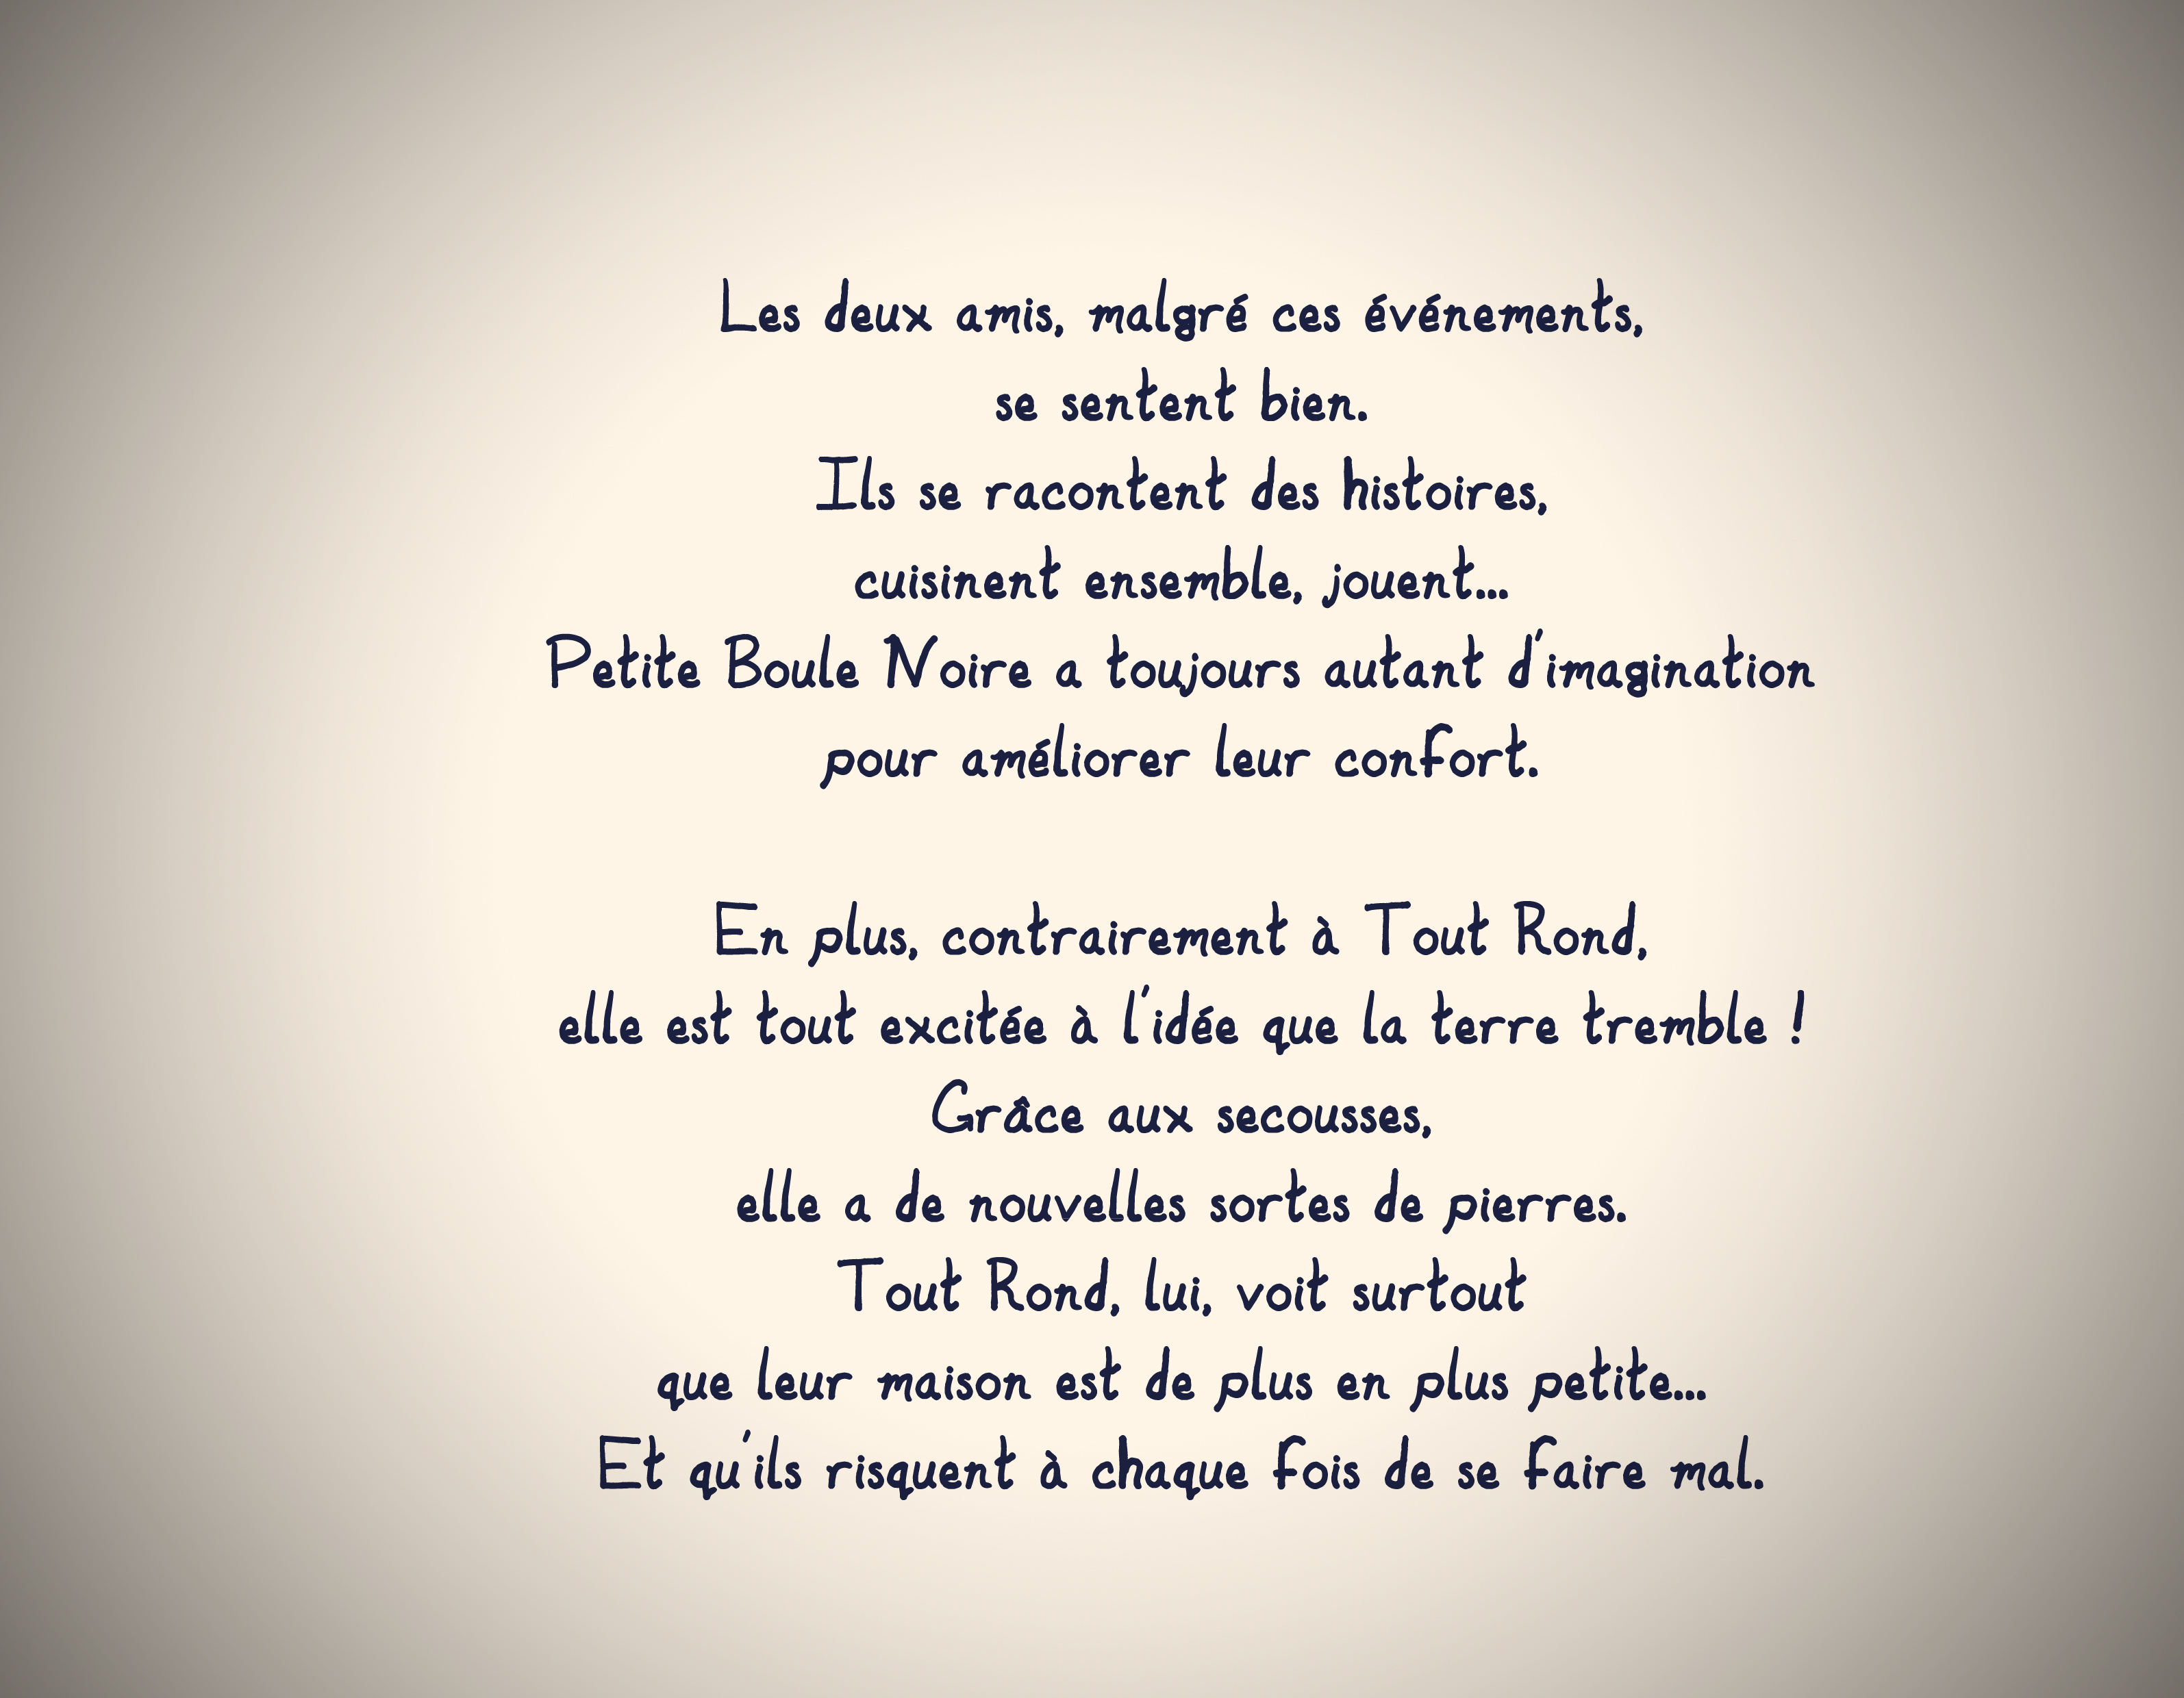 Les deux amis, malgré ces événements,
se sentent bien.
Ils se racontent des histoires,
cuisinent ensemble, jouent...
Petite Boule Noire a toujours autant d'imagination
pour améliorer leur confort.
En plus, contrairement à Tout Rond,
elle est tout excitée à l'idée que la terre tremble !
Grâce aux secousses,
elle a de nouvelles sortes de pierres.
Tout Rond, lui, voit surtout
que leur maison est de plus en plus petite...
Et qu'ils risquent à chaque fois de se faire mal.